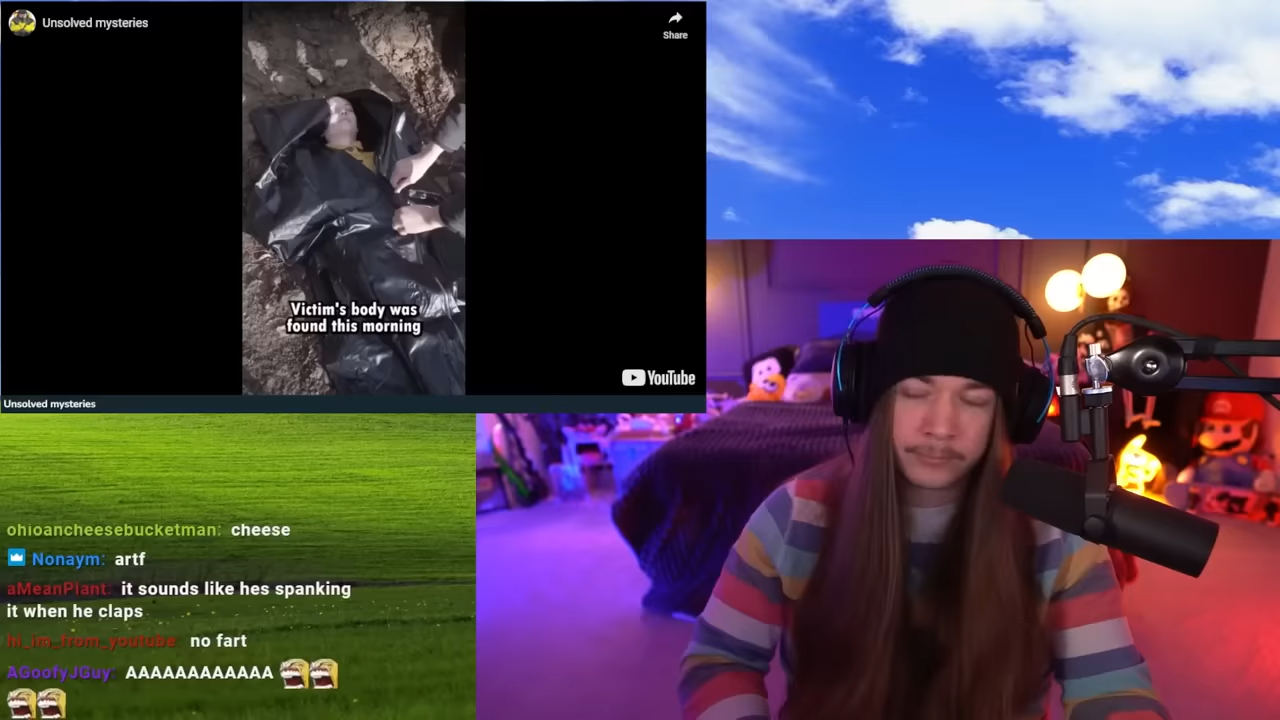 Unsolved mysteries
Share
Victim's body was
found this morning
YouTube
Unsolved mysteries
ohioancheesebucketman: cheese
Nonaym: artf
aMeanPlant: it sounds like hes spanking
it when he claps
hi_im_from_youtube: no fart
AGoofyJGuy: AAAAAAAAAAAA